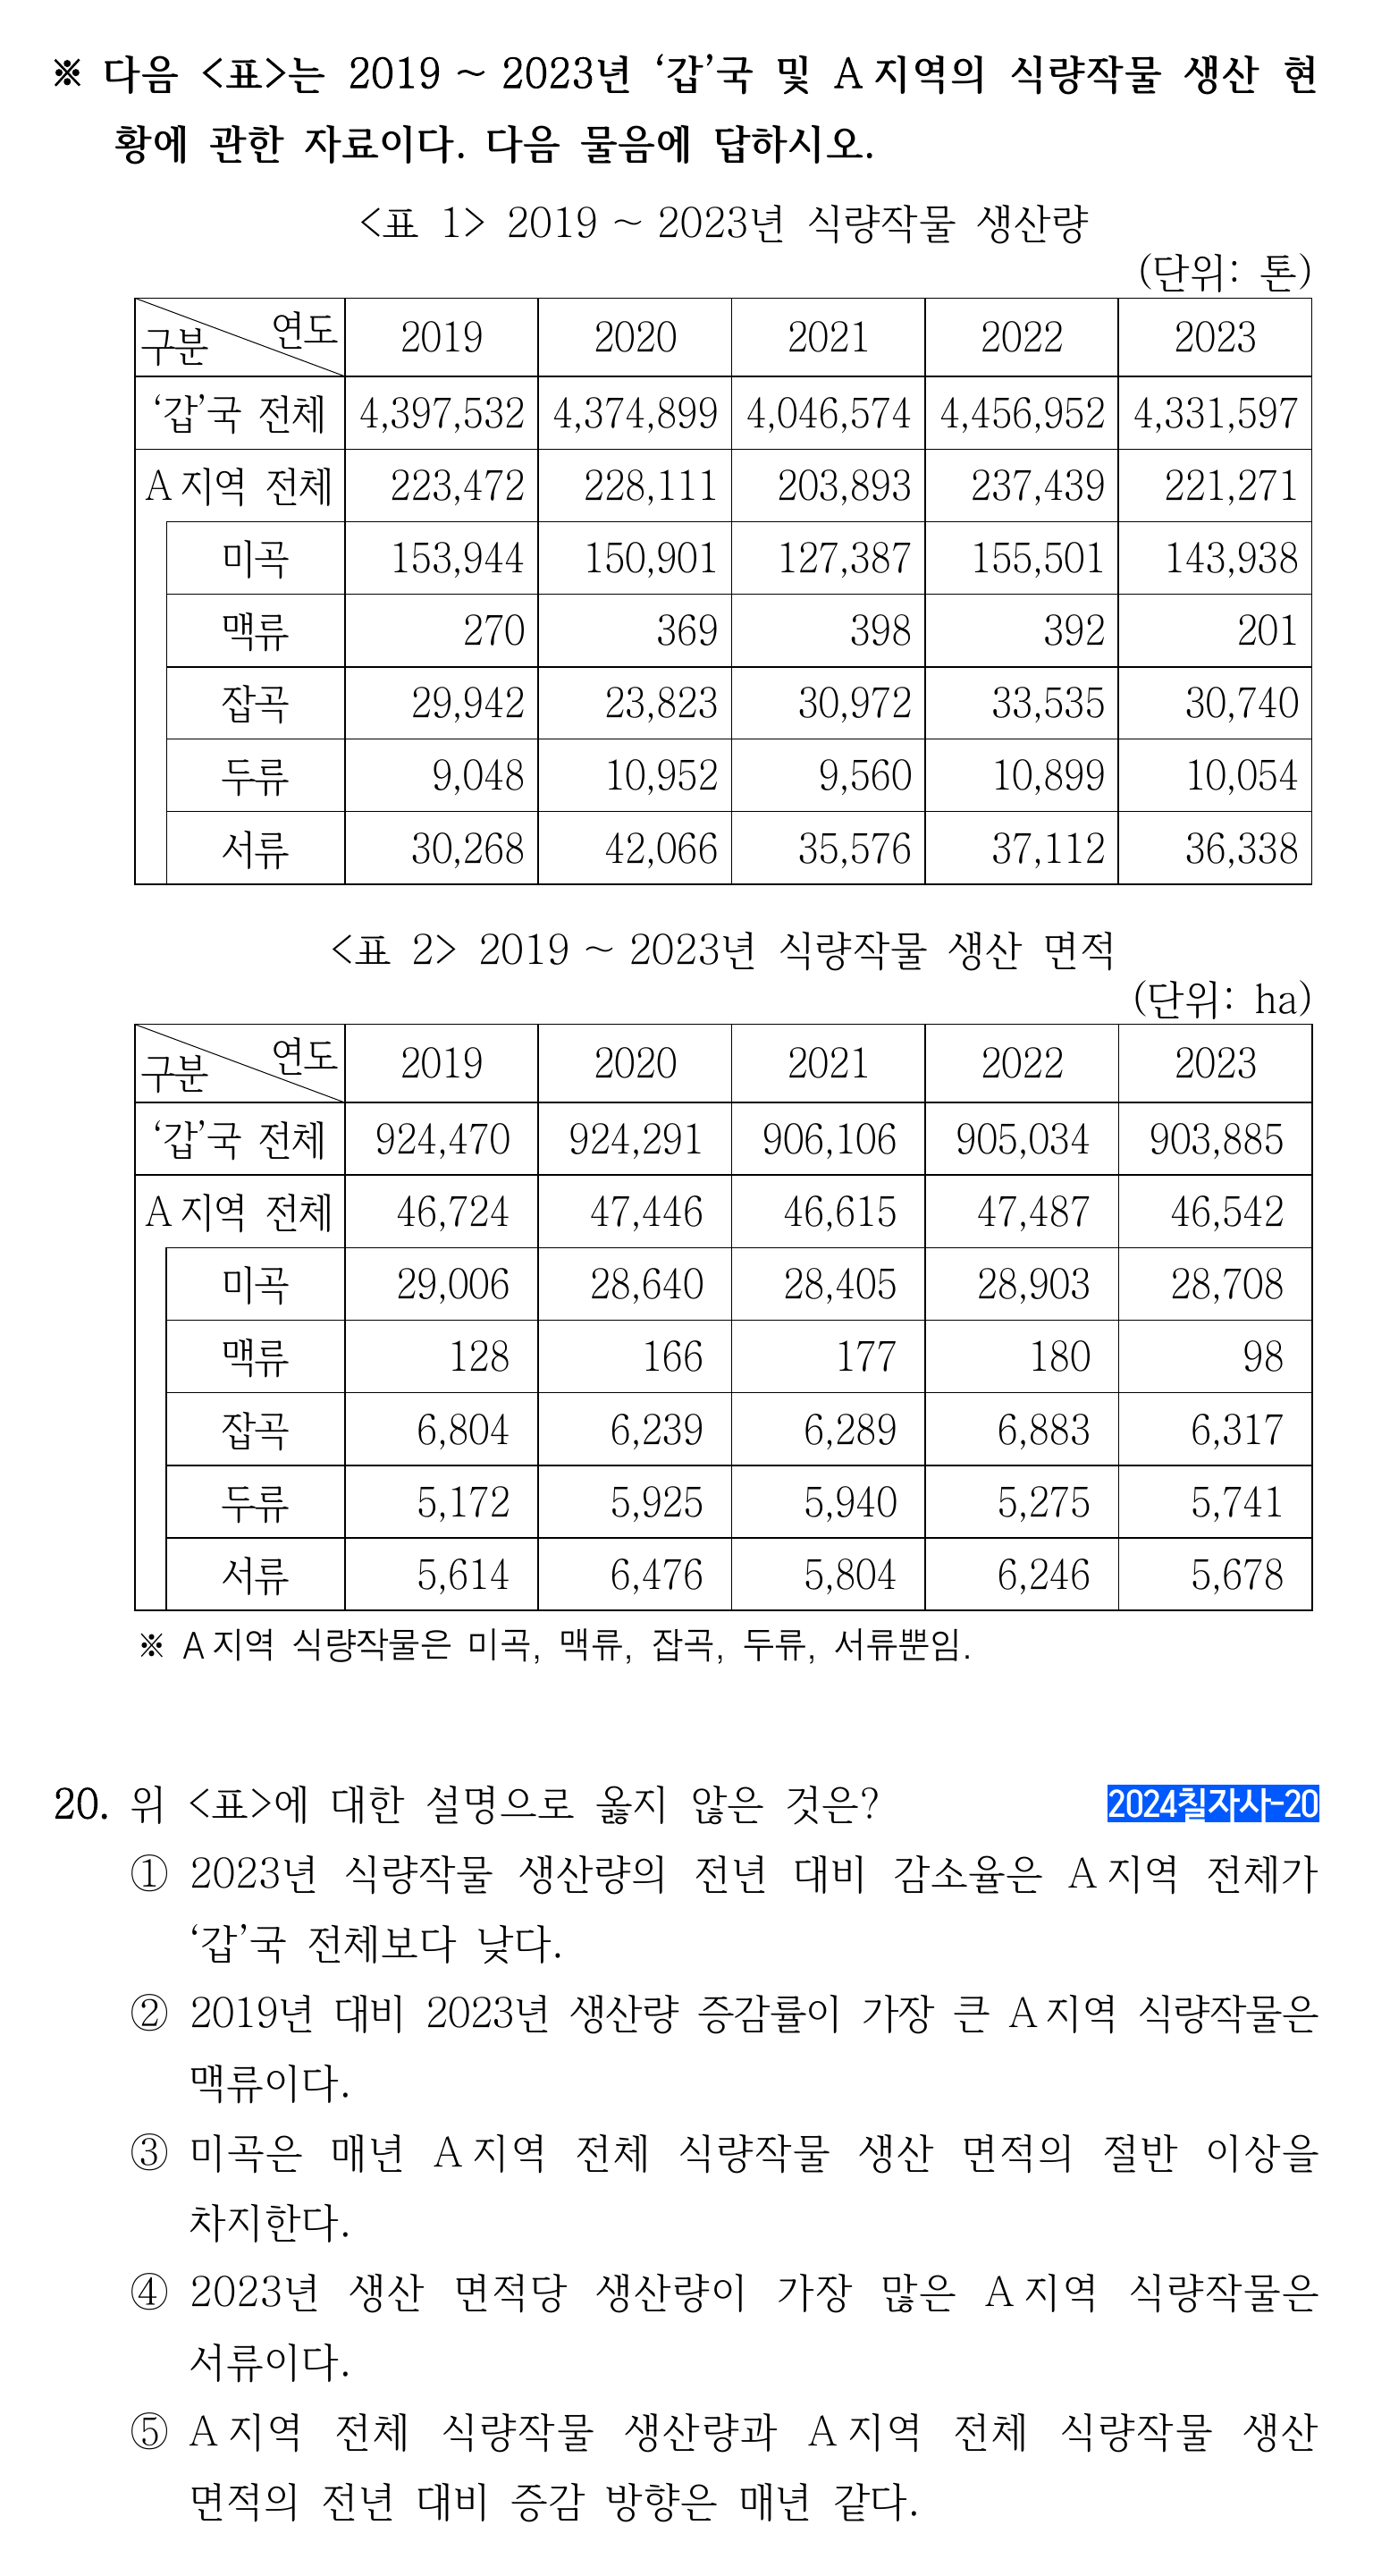 ※ 다음 <표>는 2019 ~ 2023년 ‘갑’국 및 A 지역의 식량작물 생산 현
황에 관한 자료이다. 다음 물음에 답하시오.
<표 1> 2019 ~ 2023년 식량작물 생산량
(단위: 톤)
구분 연도 2019 2020 2021 2022 2023
‘갑’국 전체 4,397,532 4,374,899 4,046,574 4,456,952 4,331,597
A 지역 전체 223,472 228,111 203,893 237,439 221,271
미곡 153,944 150,901 127,387 155,501 143,938
맥류 270 369 398 392 201
잡곡 29,942 23,823 30,972 33,535 30,740
두류 9,048 10,952 9,560 10,899 10,054
서류 30,268 42,066 35,576 37,112 36,338
<표 2> 2019 ~ 2023년 식량작물 생산 면적
(단위: ha)
구분 연도 2019 2020 2021 2022 2023
‘갑’국 전체 924,470 924,291 906,106 905,034 903,885
A 지역 전체 46,724 47,446 46,615 47,487 46,542
미곡 29,006 28,640 28,405 28,903 28,708
맥류 128 166 177 180 98
잡곡 6,804 6,239 6,289 6,883 6,317
두류 5,172 5,925 5,940 5,275 5,741
서류 5,614 6,476 5,804 6,246 5,678
※ A 지역 식량작물은 미곡, 맥류, 잡곡, 두류, 서류뿐임.
20. 위 <표>에 대한 설명으로 옳지 않은 것은? 2024칠자사-20
① 2023년 식량작물 생산량의 전년 대비 감소율은 A 지역 전체가
‘갑’국 전체보다 낮다.
② 2019년 대비 2023년 생산량 증감률이 가장 큰 A 지역 식량작물은
맥류이다.
③ 미곡은 매년 A 지역 전체 식량작물 생산 면적의 절반 이상을
차지한다.
④ 2023년 생산 면적당 생산량이 가장 많은 A 지역 식량작물은
서류이다.
⑤ A 지역 전체 식량작물 생산량과 A 지역 전체 식량작물 생산
면적의 전년 대비 증감 방향은 매년 같다.